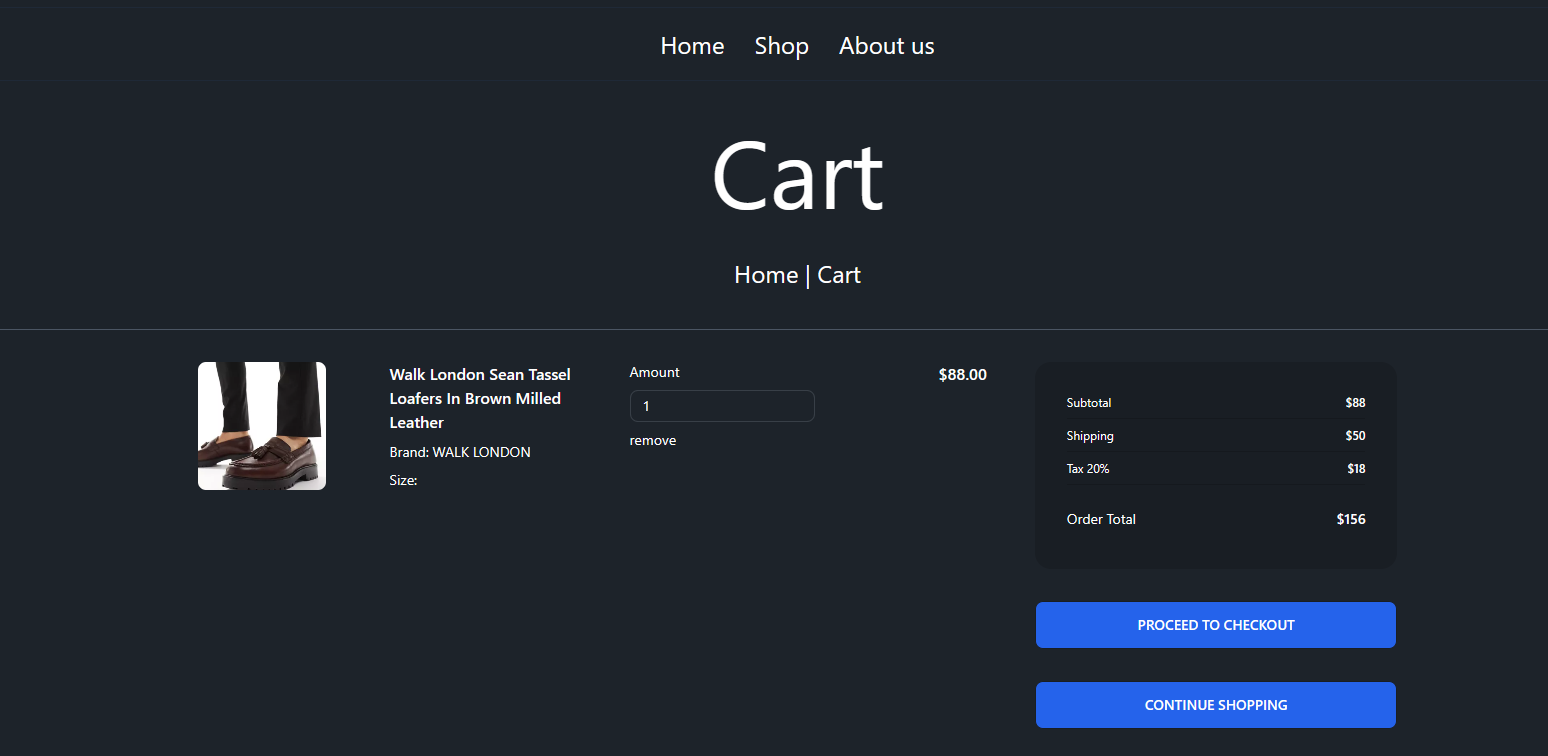 Home Shop About us
Cart
Home | Cart
Walk London Sean Tassel
Loafers In Brown Milled
Leather
Brand: WALK LONDON
Size:
Amount
1
remove
$88.00
Subtotal $88
Shipping $50
Tax 20% $18
Order Total $156
PROCEED TO CHECKOUT
CONTINUE SHOPPING